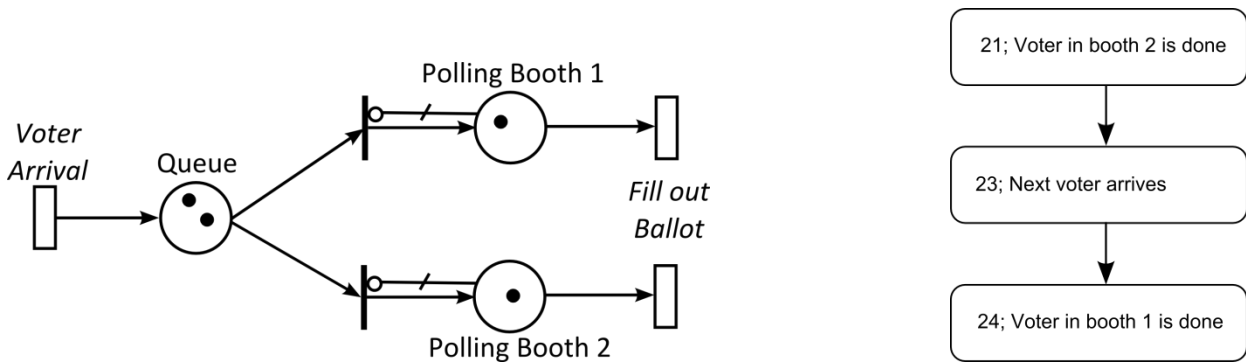 Voter
Arrival
Queue
Polling Booth 1
Fill out
Ballot
Polling Booth 2
21; Voter in booth 2 is done
23; Next voter arrives
24; Voter in booth 1 is done